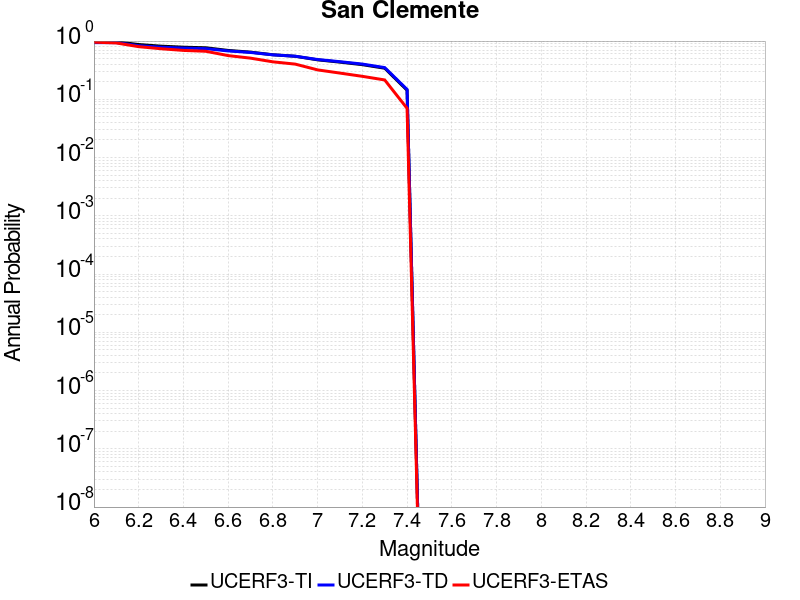 San Clemente
Annual Probability
10^0
10^-1
10^-2
10^-3
10^-4
10^-5
10^-6
10^-7
10^-8
6 6.2 6.4 6.6 6.8 7 7.2 7.4 7.6 7.8 8 8.2 8.4 8.6 8.8 9
Magnitude
UCERF3-TI UCERF3-TD UCERF3-ETAS